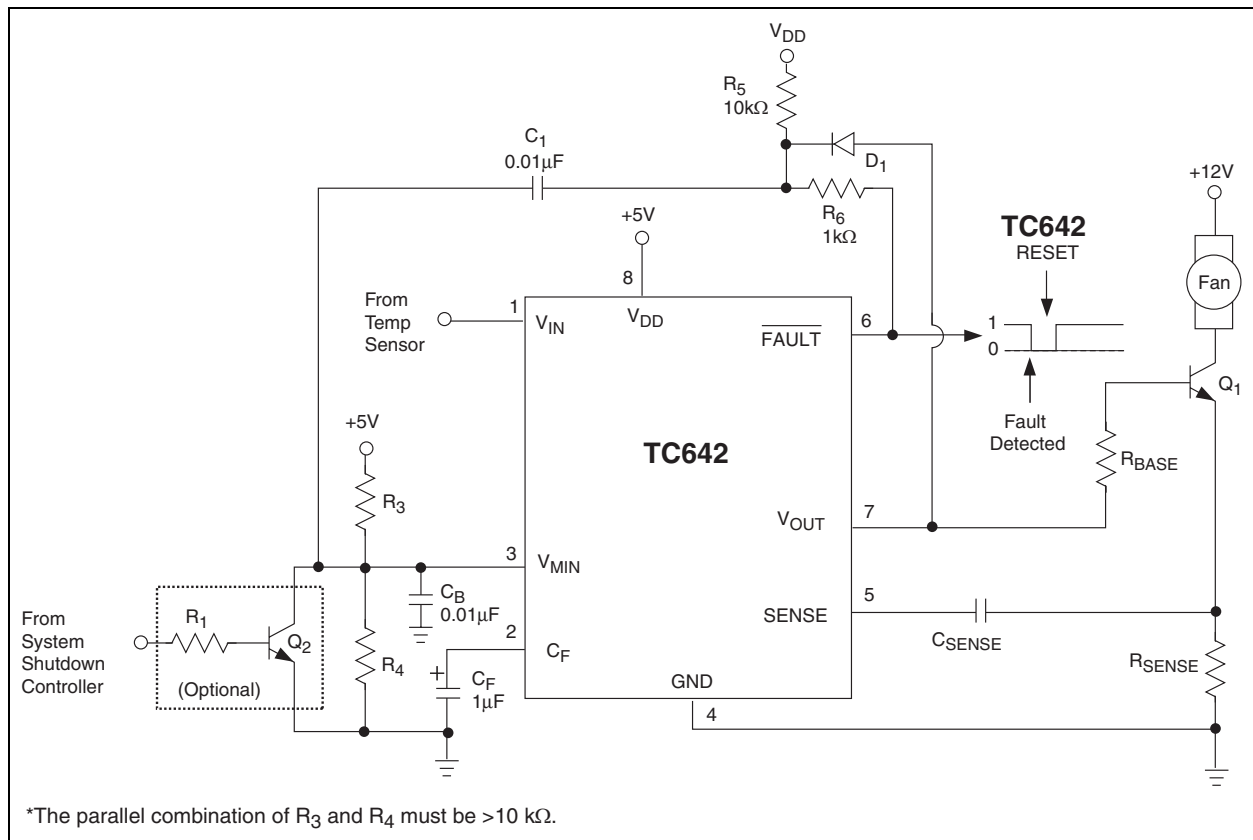 VDD
R5
10kΩ
C1
0.01µF
D1
R6
1kΩ
+5V
+12V
TC642
RESET
Fan
8
VDD
From
Temp
Sensor
1
VIN
6
FAULT
1
0
Q1
Fault
Detected
+5V
TC642
RBASE
R3
VOUT
7
3
VMIN
CB
0.01µF
SENSE
5
CSENSE
From
System
Shutdown
Controller
R1
Q2
(Optional)
R4
2
CF
CF
1µF
+
GND
4
RSENSE
*The parallel combination of R3 and R4 must be >10 kΩ.